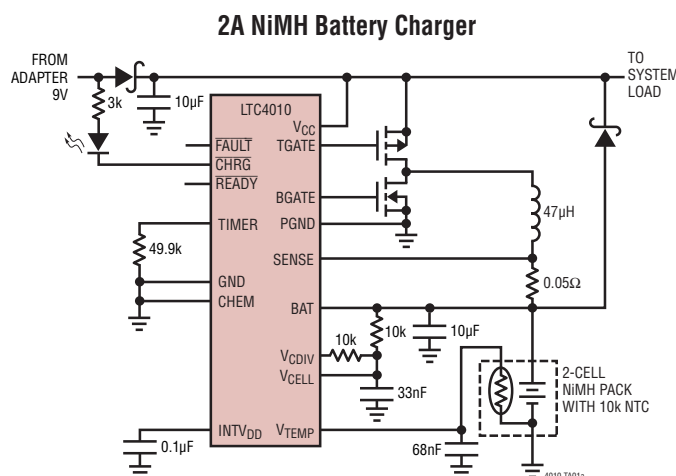 2A NiMH Battery Charger
FROM
ADAPTER
9V
TO
SYSTEM
LOAD
3k
10µF
LTC4010
VCC
FAULT
TGATE
CHRG
READY
BGATE
47µH
TIMER
PGND
49.9k
SENSE
0.05Ω
GND
CHEM
BAT
10k
10k
10µF
VCDIV
VCELL
2-CELL
NiMH PACK
WITH 10k NTC
33nF
INTVDD
VTEMP
0.1µF
68nF
4010 TA01a